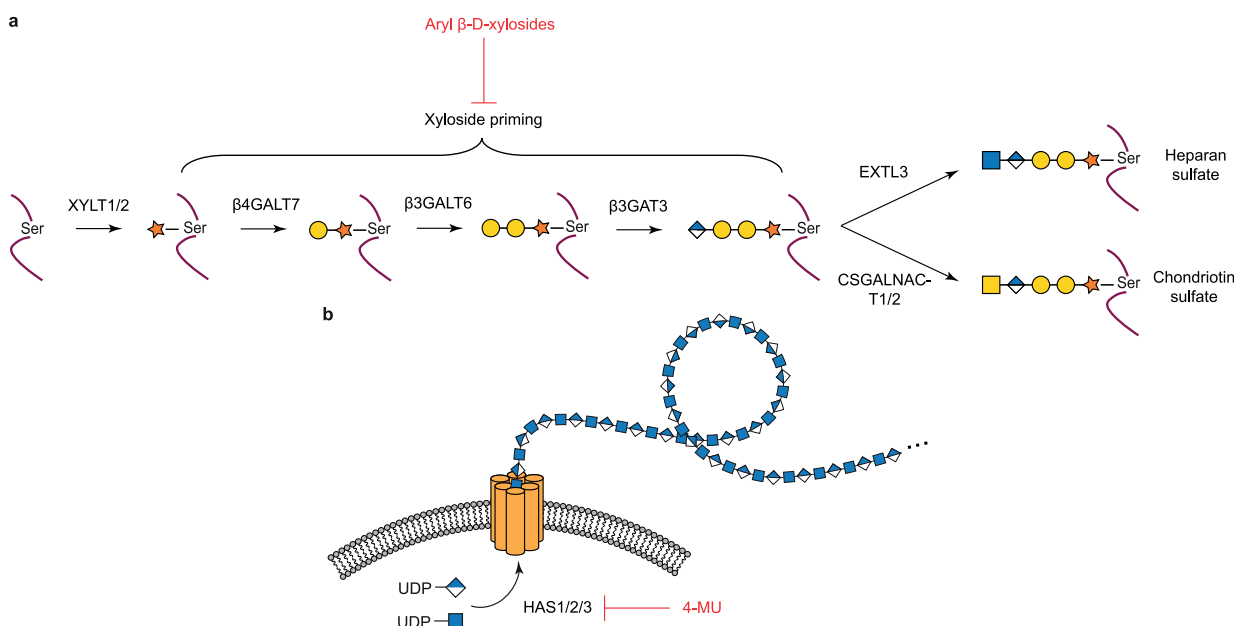 a
Aryl β-D-xylosides
Xyloside priming
XYLT1/2
β4GALT7
β3GALT6
β3GAT3
EXTL3
CSGALNAC-
T1/2
Ser
Ser
Ser
Ser
Ser
Ser
Heparan
sulfate
Ser
Chondriotin
sulfate
b
...
UDP
UDP
HAS1/2/3
4-MU